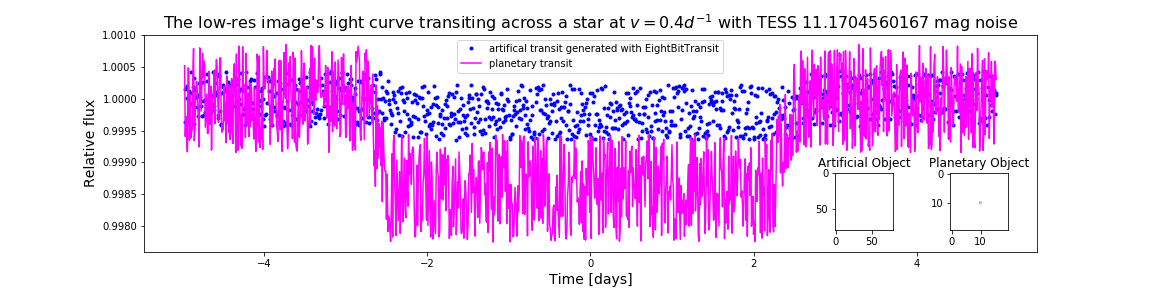 The low-res image's light curve transiting across a star at v = 0.4d⁻¹ with TESS 11.1704560167 mag noise
artifical transit generated with EightBitTransit
planetary transit
Relative flux
1.0010
1.0005
1.0000
0.9995
0.9990
0.9985
0.9980
Artificial Object
0
50
0 50
Planetary Object
0
10
0 10
−4 −2 0 2 4
Time [days]